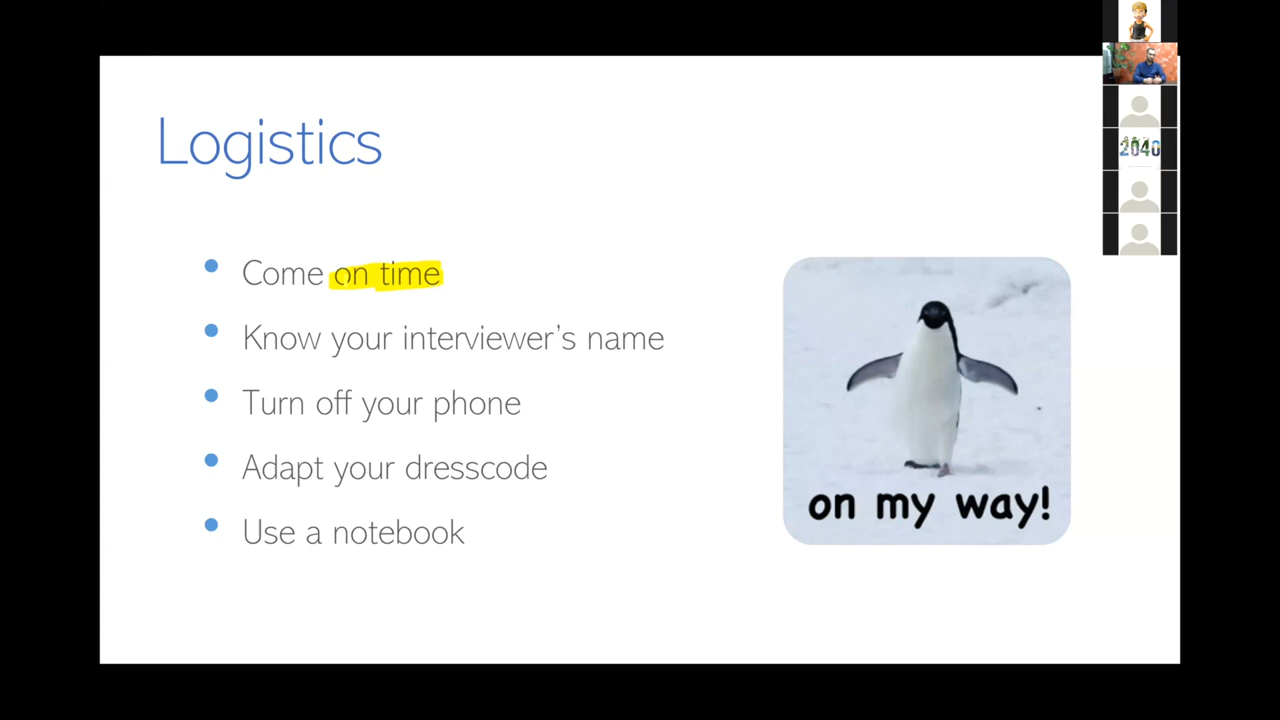 Logistics
Come on time
Know your interviewer's name
Turn off your phone
Adapt your dresscode
Use a notebook
on my way!
2040